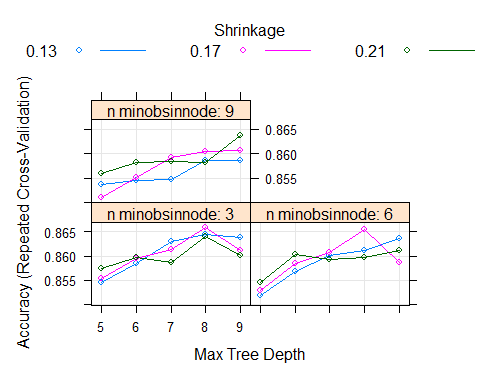 Shrinkage
0.13 0.17 0.21
Accuracy (Repeated Cross-Validation)
n minobsinnode: 9
0.865
0.860
0.855
n minobsinnode: 3
n minobsinnode: 6
0.865
0.860
0.855
5 6 7 8 9
Max Tree Depth